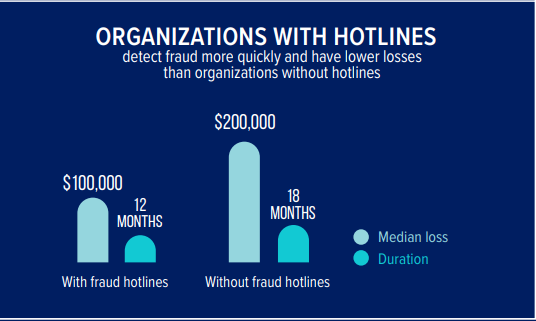 ORGANIZATIONS WITH HOTLINES
detect fraud more quickly and have lower losses
than organizations without hotlines
$200,000
$100,000
12
MONTHS
18
MONTHS
Median loss
Duration
With fraud hotlines
Without fraud hotlines